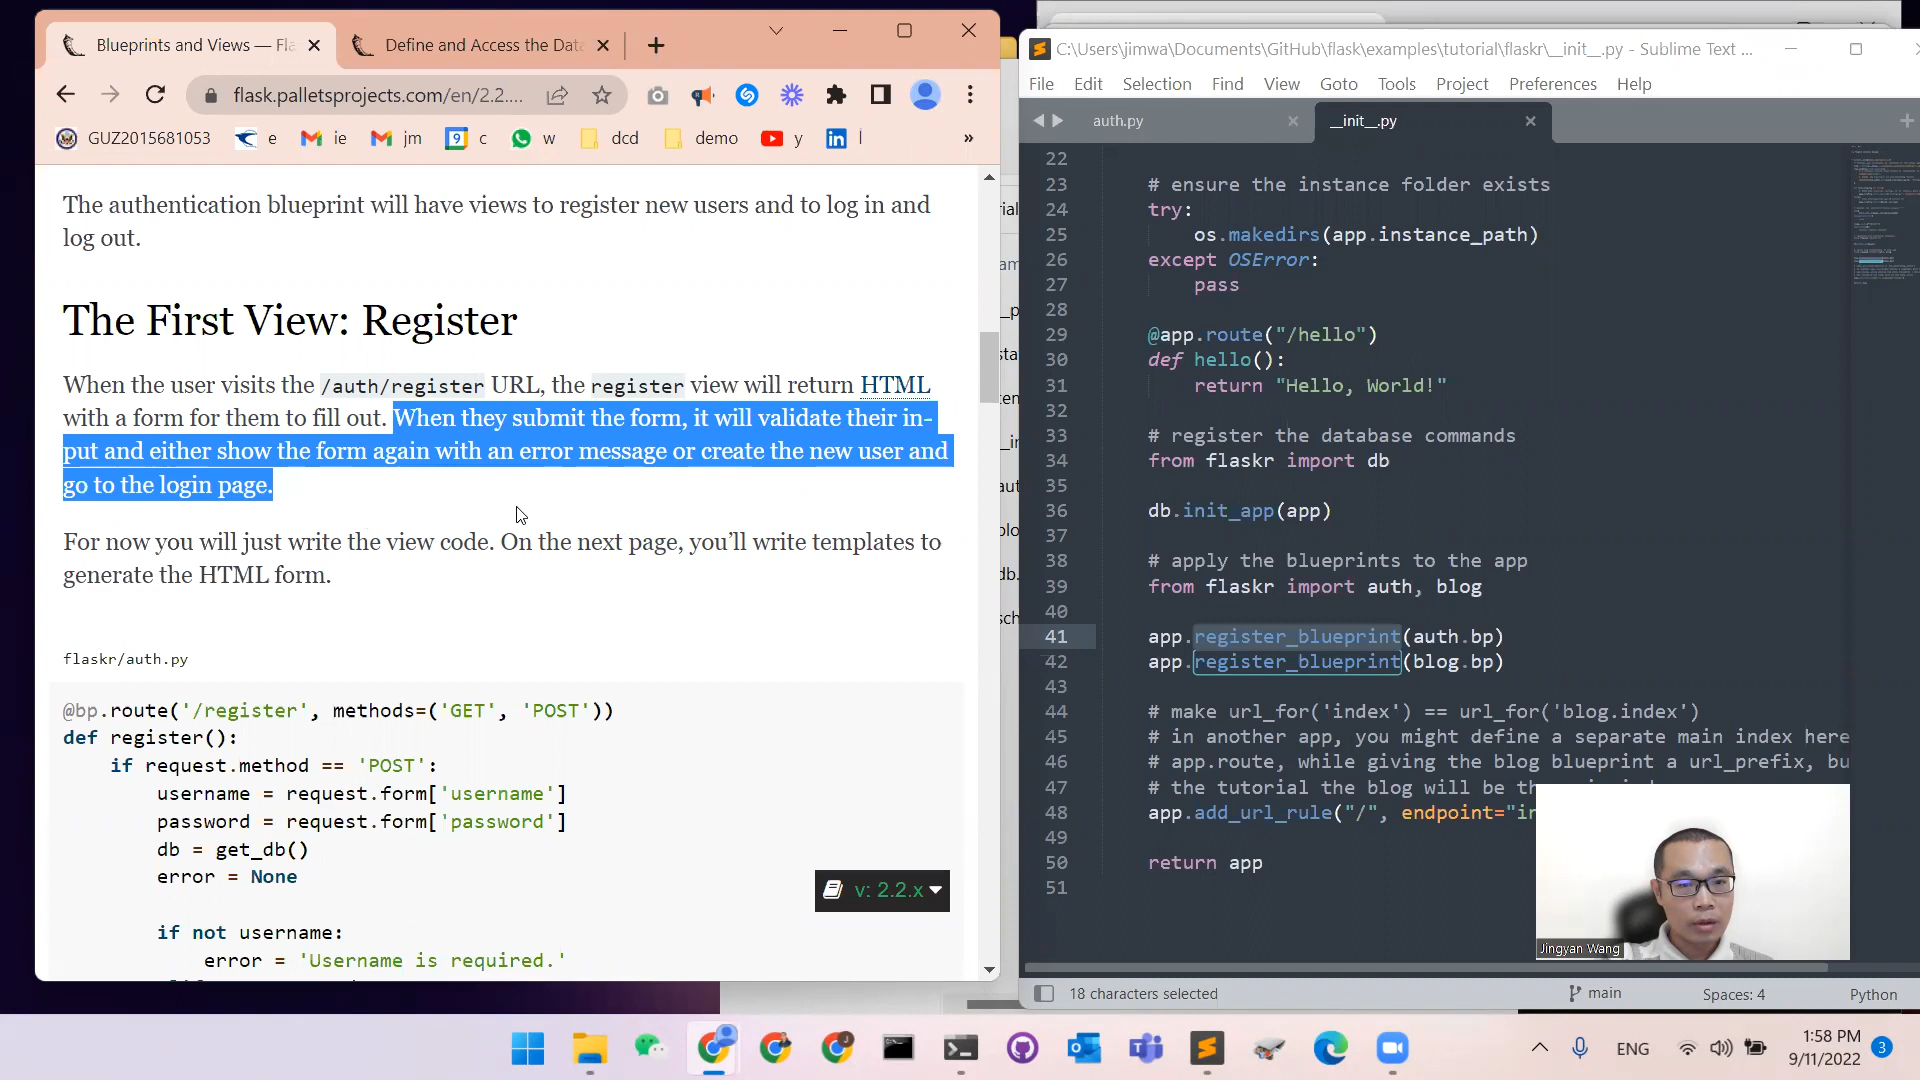 Blueprints and Views — Fla
Define and Access the Data
flask.palletsprojects.com/en/2.2....
GUZ2015681053
e
ie
jm
9
c
w
dcd
demo
y
l
»
The authentication blueprint will have views to register new users and to log in and
log out.
The First View: Register
When the user visits the /auth/register URL, the register view will return HTML
with a form for them to fill out. When they submit the form, it will validate their in-
put and either show the form again with an error message or create the new user and
go to the login page.
For now you will just write the view code. On the next page, you’ll write templates to
generate the HTML form.
flaskr/auth.py
@bp.route('/register', methods=('GET', 'POST'))
def register():
if request.method == 'POST':
username = request.form['username']
password = request.form['password']
db = get_db()
error = None
if not username:
error = 'Username is required.'
v: 2.2.x
C:\Users\jimwa\Documents\GitHub\flask\examples\tutorial\flaskr\__init__.py - Sublime Text ...
File Edit Selection Find View Goto Tools Project Preferences Help
auth.py
__init__.py
22
23 # ensure the instance folder exists
24 try:
25 os.makedirs(app.instance_path)
26 except OSError:
27 pass
28
29 @app.route("/hello")
30 def hello():
31 return "Hello, World!"
32
33 # register the database commands
34 from flaskr import db
35
36 db.init_app(app)
37
38 # apply the blueprints to the app
39 from flaskr import auth, blog
40
41 app.register_blueprint(auth.bp)
42 app.register_blueprint(blog.bp)
43
44 # make url_for('index') == url_for('blog.index')
45 # in another app, you might define a separate main index here
46 # app.route, while giving the blog blueprint a url_prefix, bu
47 # the tutorial the blog will be th
48 app.add_url_rule("/", endpoint="in
49
50 return app
51
Jingyan Wang
18 characters selected
main
Spaces: 4
Python
ENG
1:58 PM
9/11/2022
3